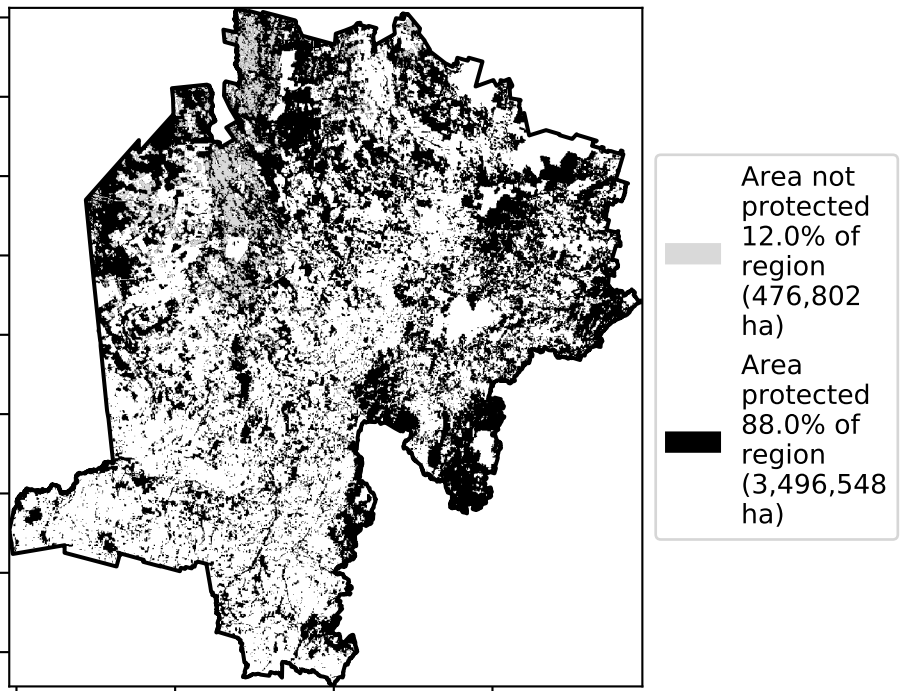 Area not
protected
12.0% of
region
(476,802
ha)
Area
protected
88.0% of
region
(3,496,548
ha)